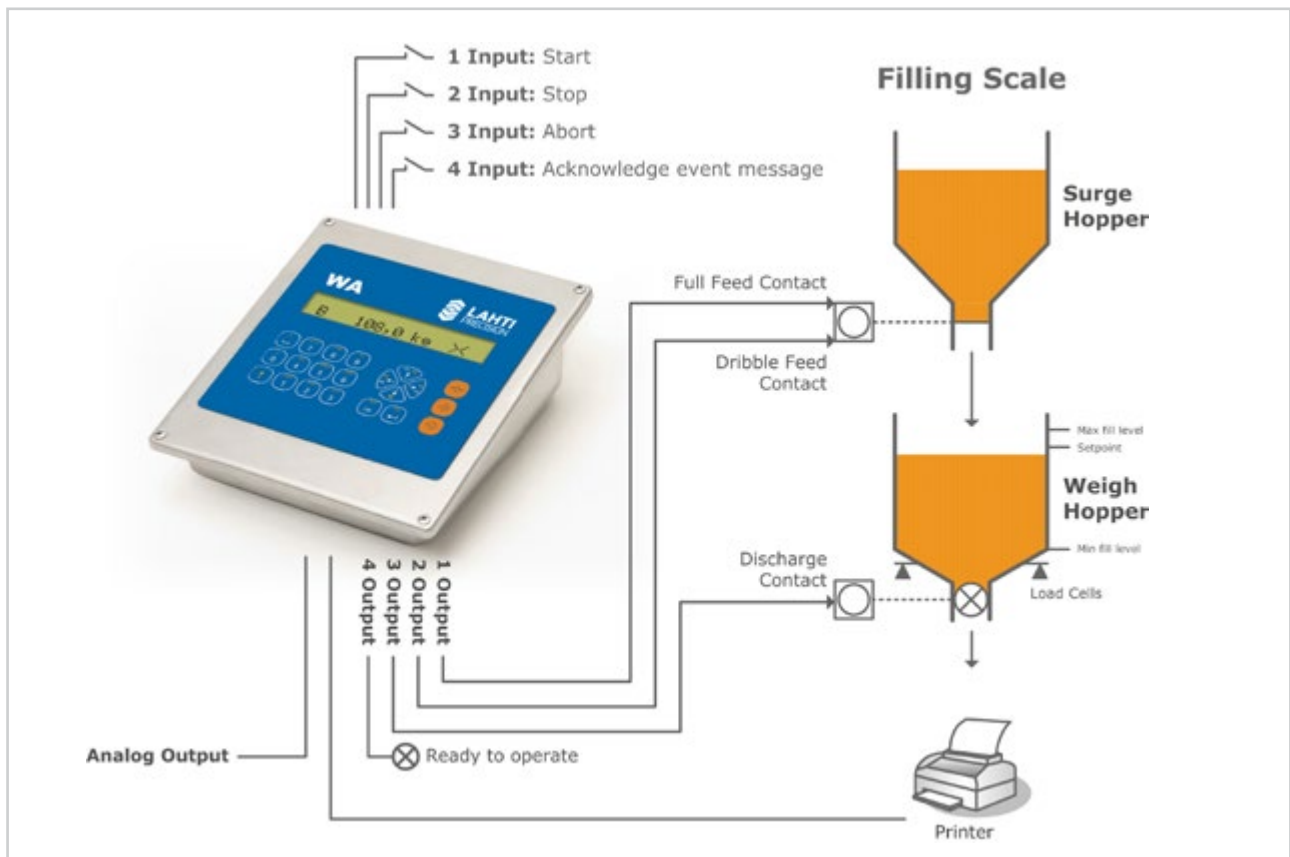 1 Input: Start
2 Input: Stop
3 Input: Abort
4 Input: Acknowledge event message
Filling Scale
Surge
Hopper
Full Feed Contact
Dribble Feed
Contact
WA
LAHTI
PRECISION
B 108,0 kg
Max fill level
Setpoint
Weigh
Hopper
Min fill level
Load Cells
Discharge
Contact
4 Output
3 Output
2 Output
1 Output
Analog Output
Ready to operate
Printer